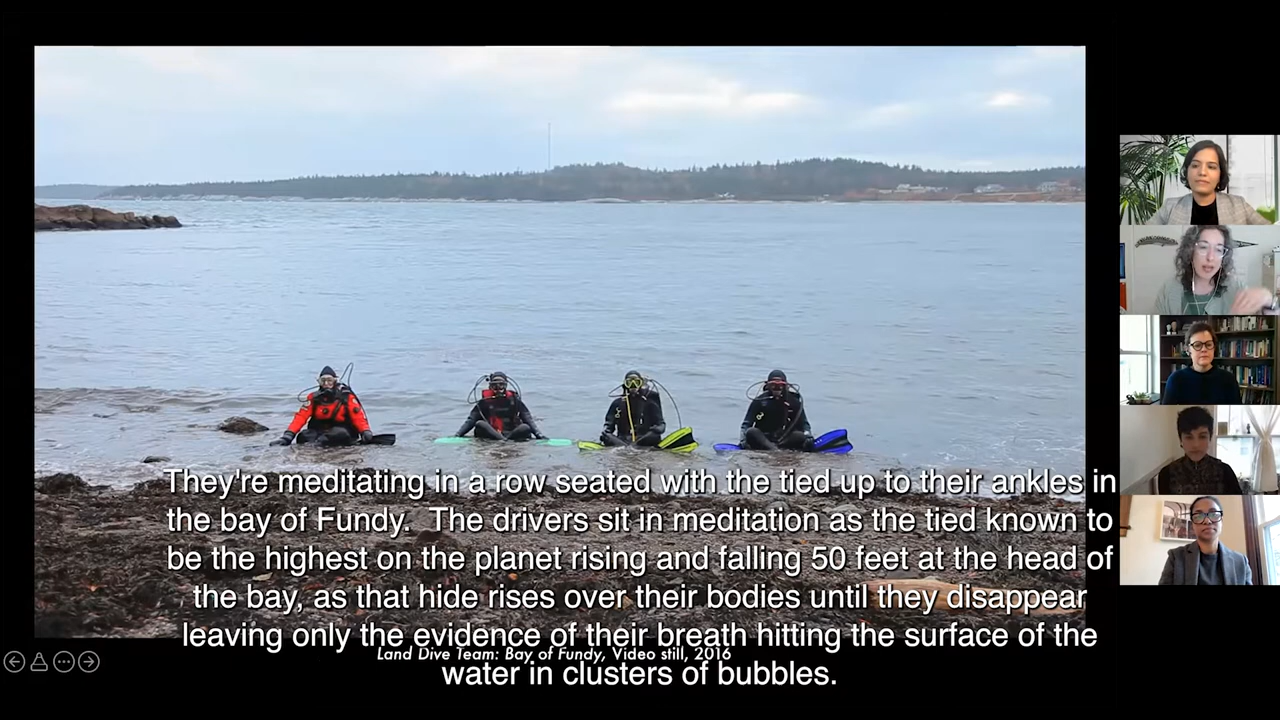 They're meditating in a row seated with the tied up to their ankles in
the bay of Fundy. The drivers sit in meditation as the tied known to
be the highest on the planet rising and falling 50 feet at the head of
the bay, as that hide rises over their bodies until they disappear
leaving only the evidence of their breath hitting the surface of the
Land Dive Team: Bay of Fundy, Video still, 2016
water in clusters of bubbles.